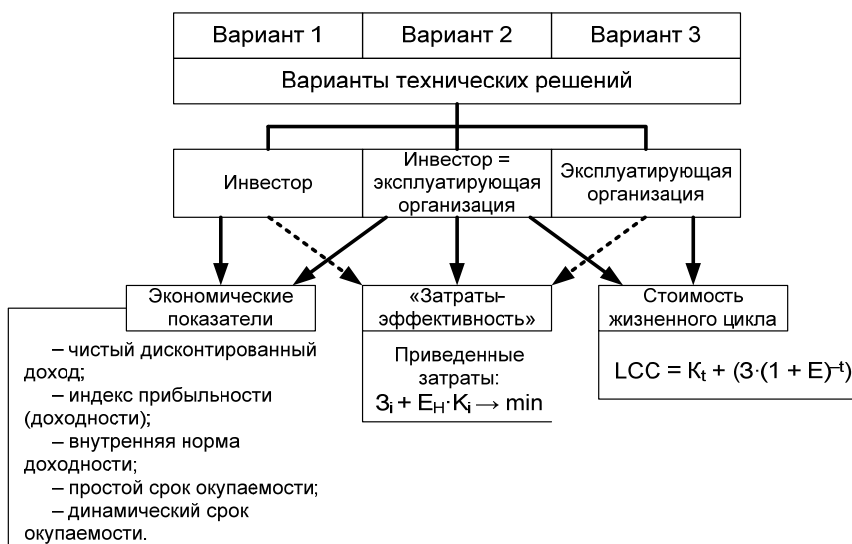 Вариант 1
Вариант 2
Вариант 3
Варианты технических решений
Инвестор
Инвестор =
эксплуатирующая
организация
Эксплуатирующая
организация
Экономические
показатели
– чистый дисконтированный
доход;
– индекс прибыльности
(доходности);
– внутренняя норма
доходности;
– простой срок окупаемости;
– динамический срок
окупаемости.
«Затраты-
эффективность»
Приведенные
затраты:
Зi + EН·Ki → min
Стоимость
жизненного цикла
LCC = Кt + (З·(1 + Е)–t)